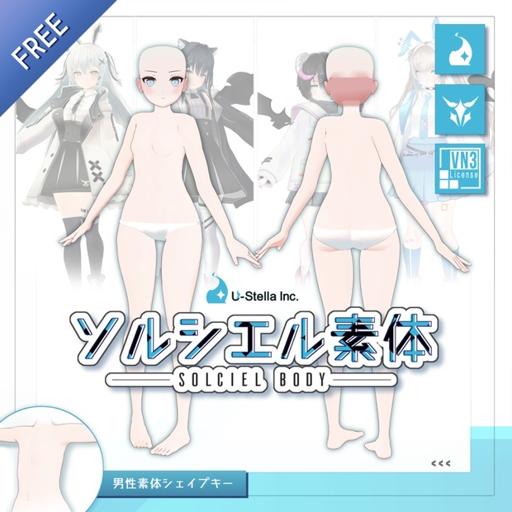 FREE
VN3
License
U-Stella Inc.
ソルシエル素体
SOLCIEL BODY
<<<
男性素体シェイプキー